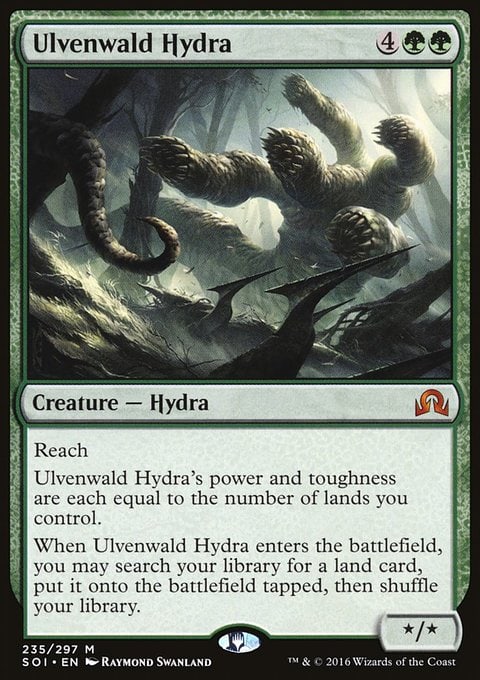 Ulvenwald Hydra 4
Creature — Hydra
Reach
Ulvenwald Hydra's power and toughness
are each equal to the number of lands you
control.
When Ulvenwald Hydra enters the battlefield,
you may search your library for a land card,
put it onto the battlefield tapped, then shuffle
your library.
★/★
235/297 M
SOI • EN RAYMOND SWANLAND
™ & © 2016 Wizards of the Coast